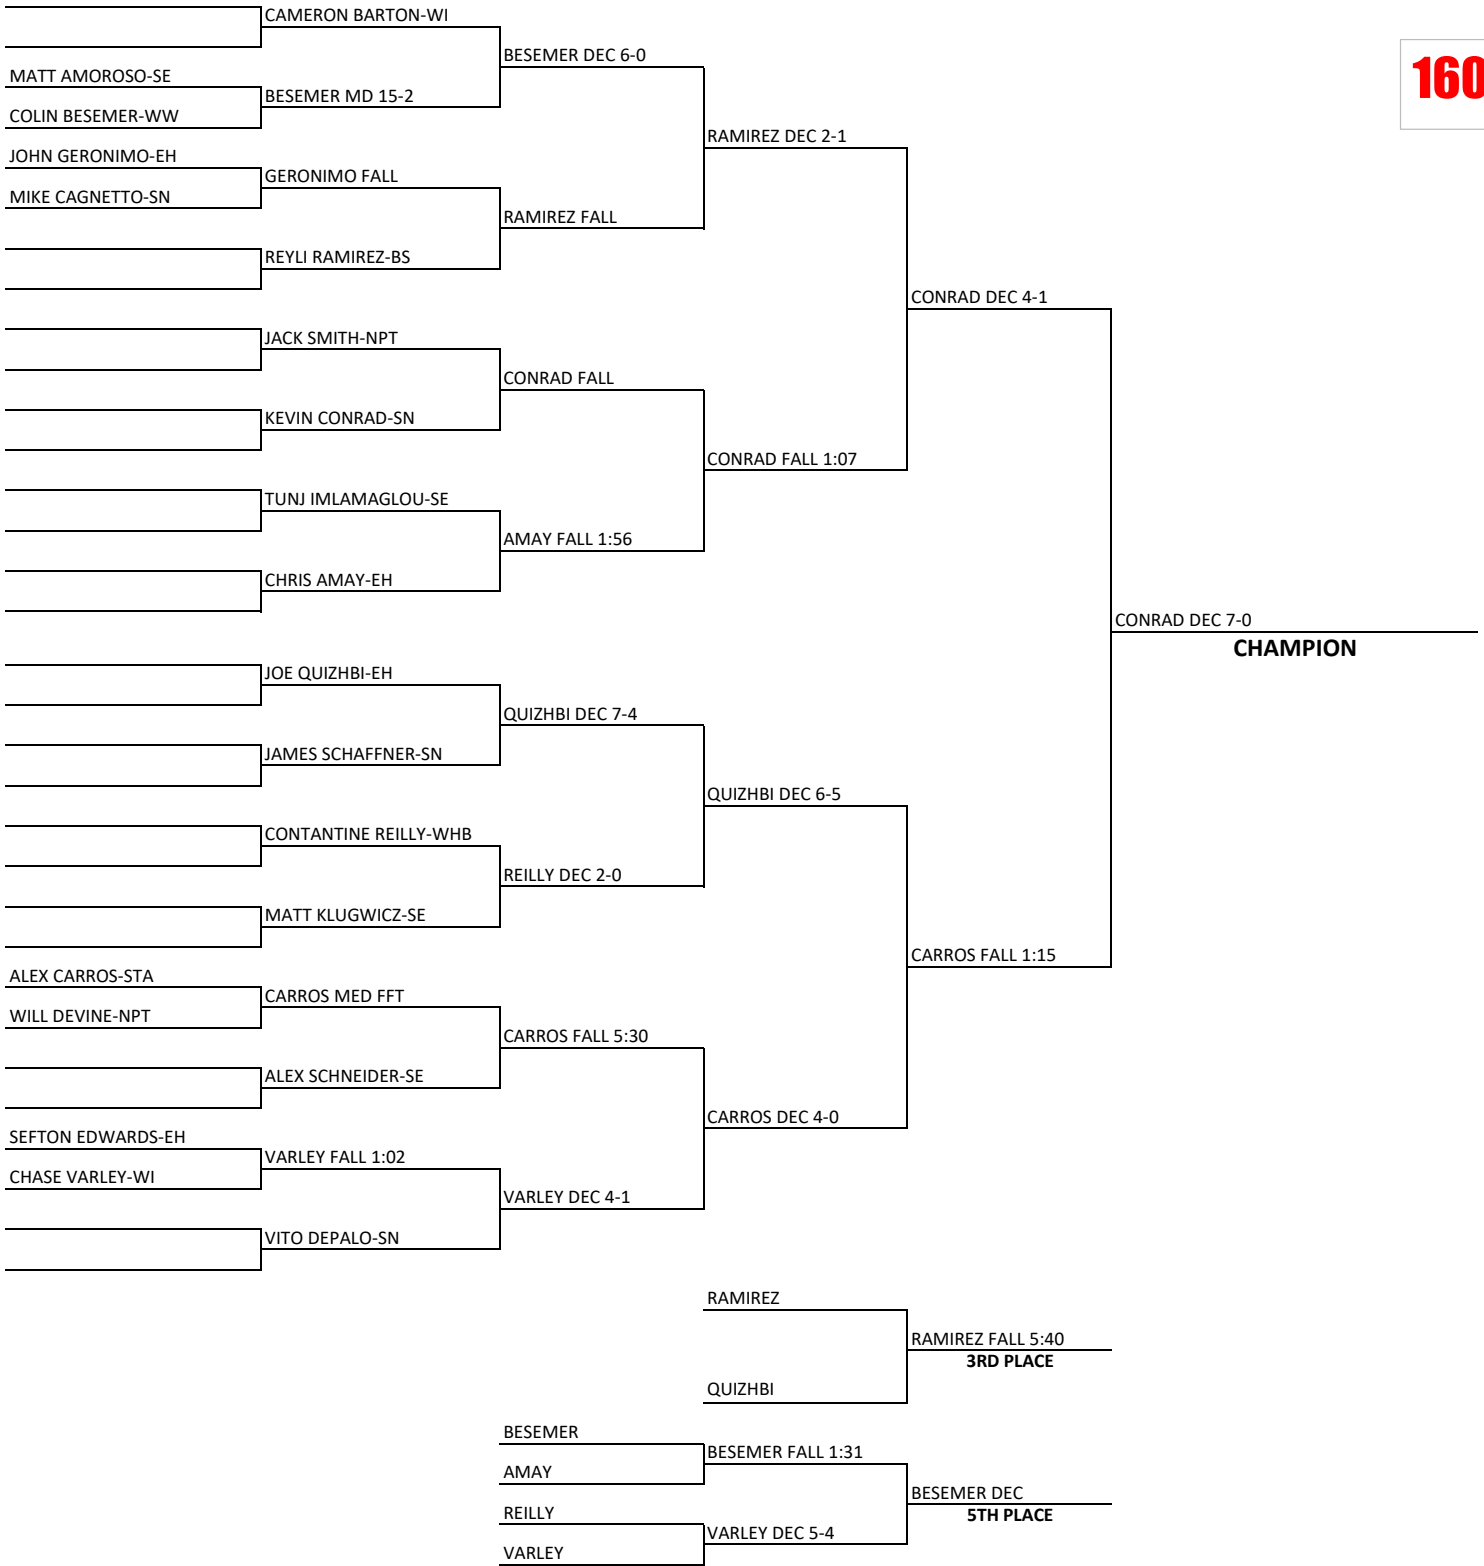 CAMERON BARTON-WI
BESEMER DEC 6-0
160
MATT AMOROSO-SE
BESEMER MD 15-2
COLIN BESEMER-WW
RAMIREZ DEC 2-1
JOHN GERONIMO-EH
GERONIMO FALL
MIKE CAGNETTO-SN
RAMIREZ FALL
REYLI RAMIREZ-BS
CONRAD DEC 4-1
JACK SMITH-NPT
CONRAD FALL
KEVIN CONRAD-SN
CONRAD FALL 1:07
TUNJ IMLAMAGLOU-SE
AMAY FALL 1:56
CHRIS AMAY-EH
CONRAD DEC 7-0
CHAMPION
JOE QUIZHBI-EH
QUIZHBI DEC 7-4
JAMES SCHAFFNER-SN
QUIZHBI DEC 6-5
CONTANTINE REILLY-WHB
REILLY DEC 2-0
MATT KLUGWICZ-SE
CARROS FALL 1:15
ALEX CARROS-STA
CARROS MED FFT
WILL DEVINE-NPT
CARROS FALL 5:30
ALEX SCHNEIDER-SE
CARROS DEC 4-0
SEFTON EDWARDS-EH
VARLEY FALL 1:02
CHASE VARLEY-WI
VARLEY DEC 4-1
VITO DEPALO-SN
RAMIREZ
RAMIREZ FALL 5:40
3RD PLACE
QUIZHBI
BESEMER
BESEMER FALL 1:31
AMAY
BESEMER DEC
REILLY
5TH PLACE
VARLEY DEC 5-4
VARLEY